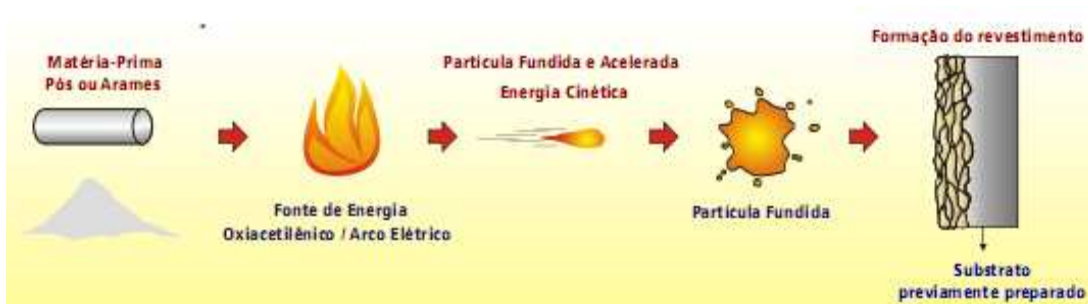 Matéria-Prima
Pós ou Arames
Fonte de Energia
Oxiacetilênico / Arco Elétrico
Partícula Fundida e Acelerada
Energia Cinética
Partícula Fundida
Formação do revestimento
Substrato
previamente preparado